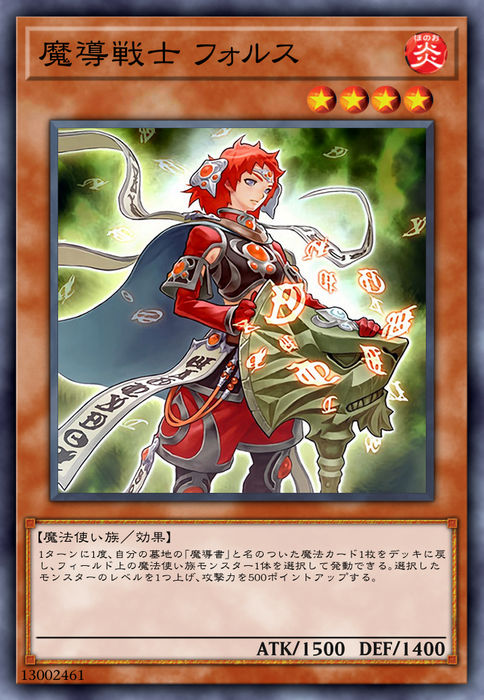 魔導戦士 フォルス
ほのお
炎
【魔法使い族／効果】
1ターンに1度、自分の墓地の「魔導書」と名のついた魔法カード1枚をデッキに戻
し、フィールド上の魔法使い族モンスター1体を選択して発動できる。選択した
モンスターのレベルを1つ上げ、攻撃力を500ポイントアップする。
ATK/1500 DEF/1400
13002461